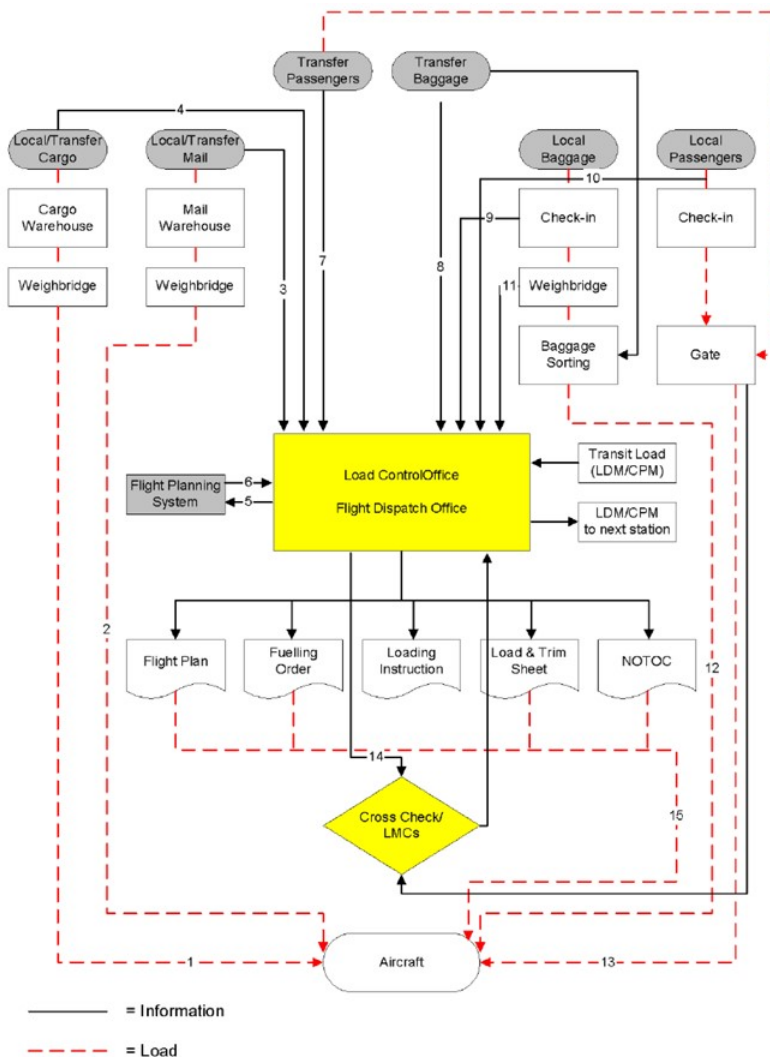 Transfer
Passengers
Transfer
Baggage
4
Local/Transfer
Cargo
Local/Transfer
Mail
Local
Baggage
Local
Passengers
10
Cargo
Warehouse
Mail
Warehouse
9
Check-in
Check-in
7
8
Weighbridge
Weighbridge
3
11
Weighbridge
Baggage
Sorting
Gate
Load ControlOffice
Flight Dispatch Office
Transit Load
(LDM/CPM)
Flight Planning
System
6
5
LDM/CPM
to next station
2
Flight Plan
Fuelling
Order
Loading
Instruction
Load & Trim
Sheet
NOTOC
12
14
Cross Check/
LMCs
15
1
Aircraft
13
= Information
= Load